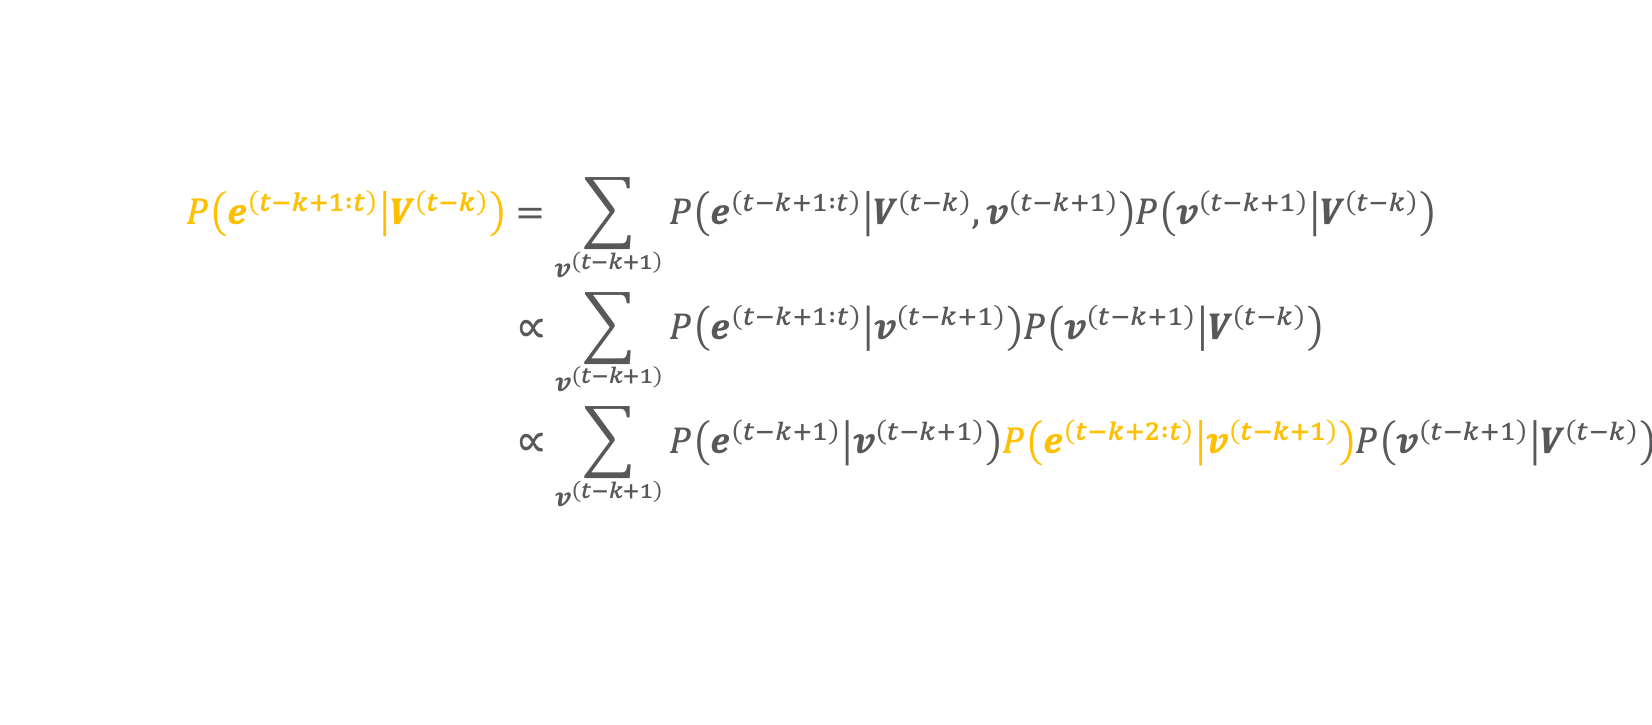 P(e^(t−k+1:t)|V^(t−k)) = ∑_{v^(t−k+1)} P(e^(t−k+1:t)|V^(t−k), v^(t−k+1))P(v^(t−k+1)|V^(t−k))
∝ ∑_{v^(t−k+1)} P(e^(t−k+1:t)|v^(t−k+1))P(v^(t−k+1)|V^(t−k))
∝ ∑_{v^(t−k+1)} P(e^(t−k+1)|v^(t−k+1))P(e^(t−k+2:t)|v^(t−k+1))P(v^(t−k+1)|V^(t−k))